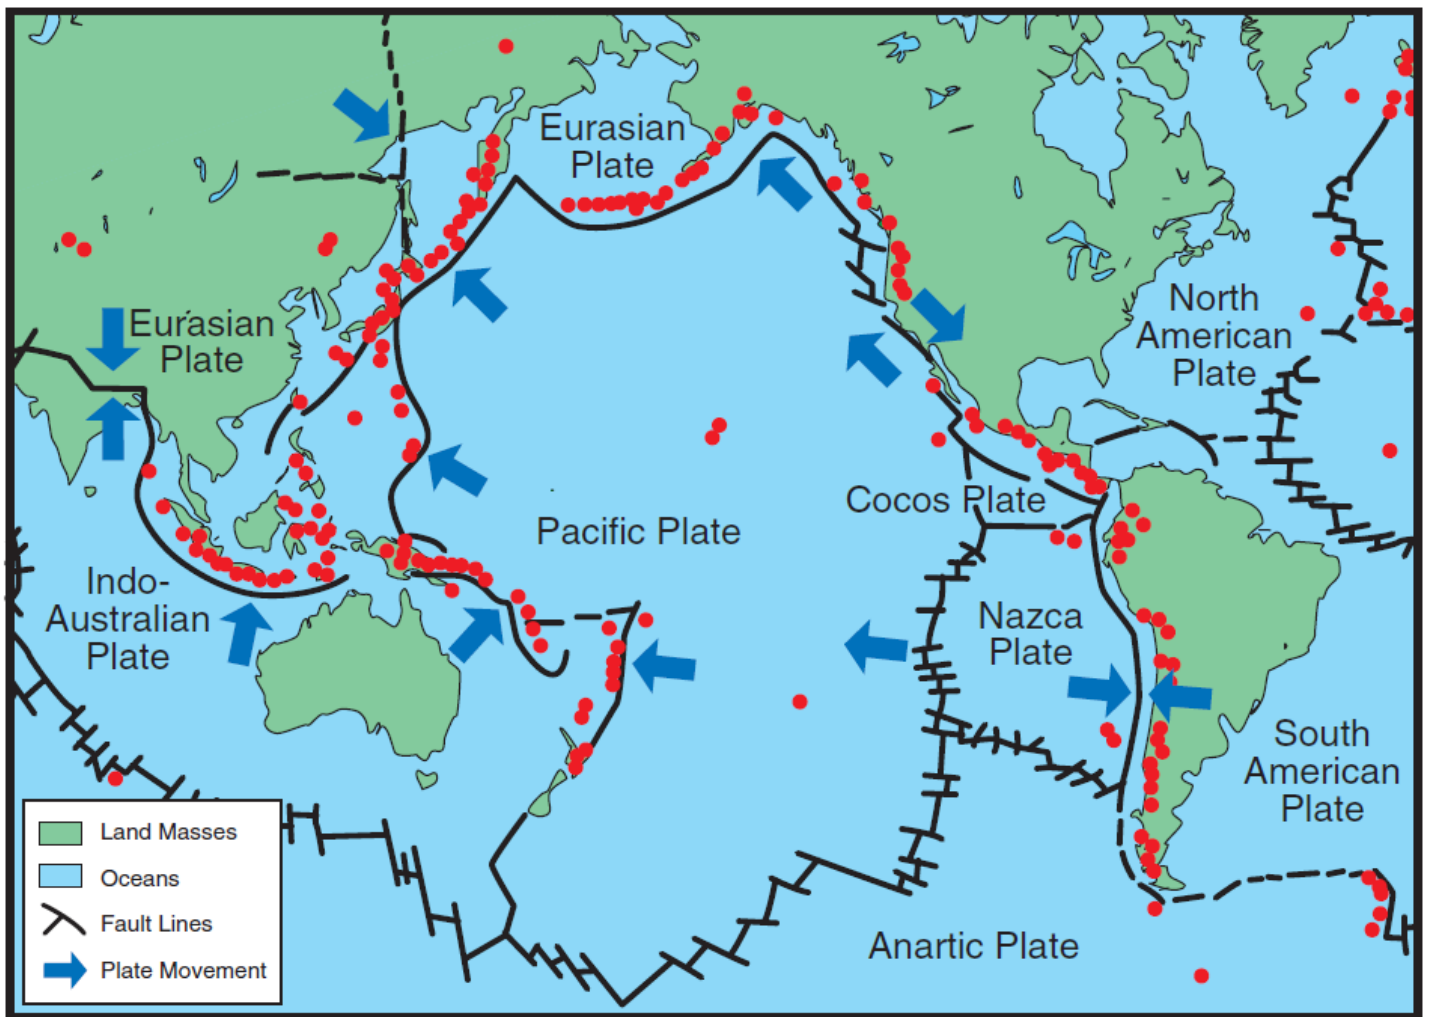 Eurasian
Plate
Eurasian
Plate
North
American
Plate
Cocos Plate
Pacific Plate
Indo-
Australian
Plate
Nazca
Plate
South
American
Plate
Anartic Plate
Land Masses
Oceans
Fault Lines
Plate Movement